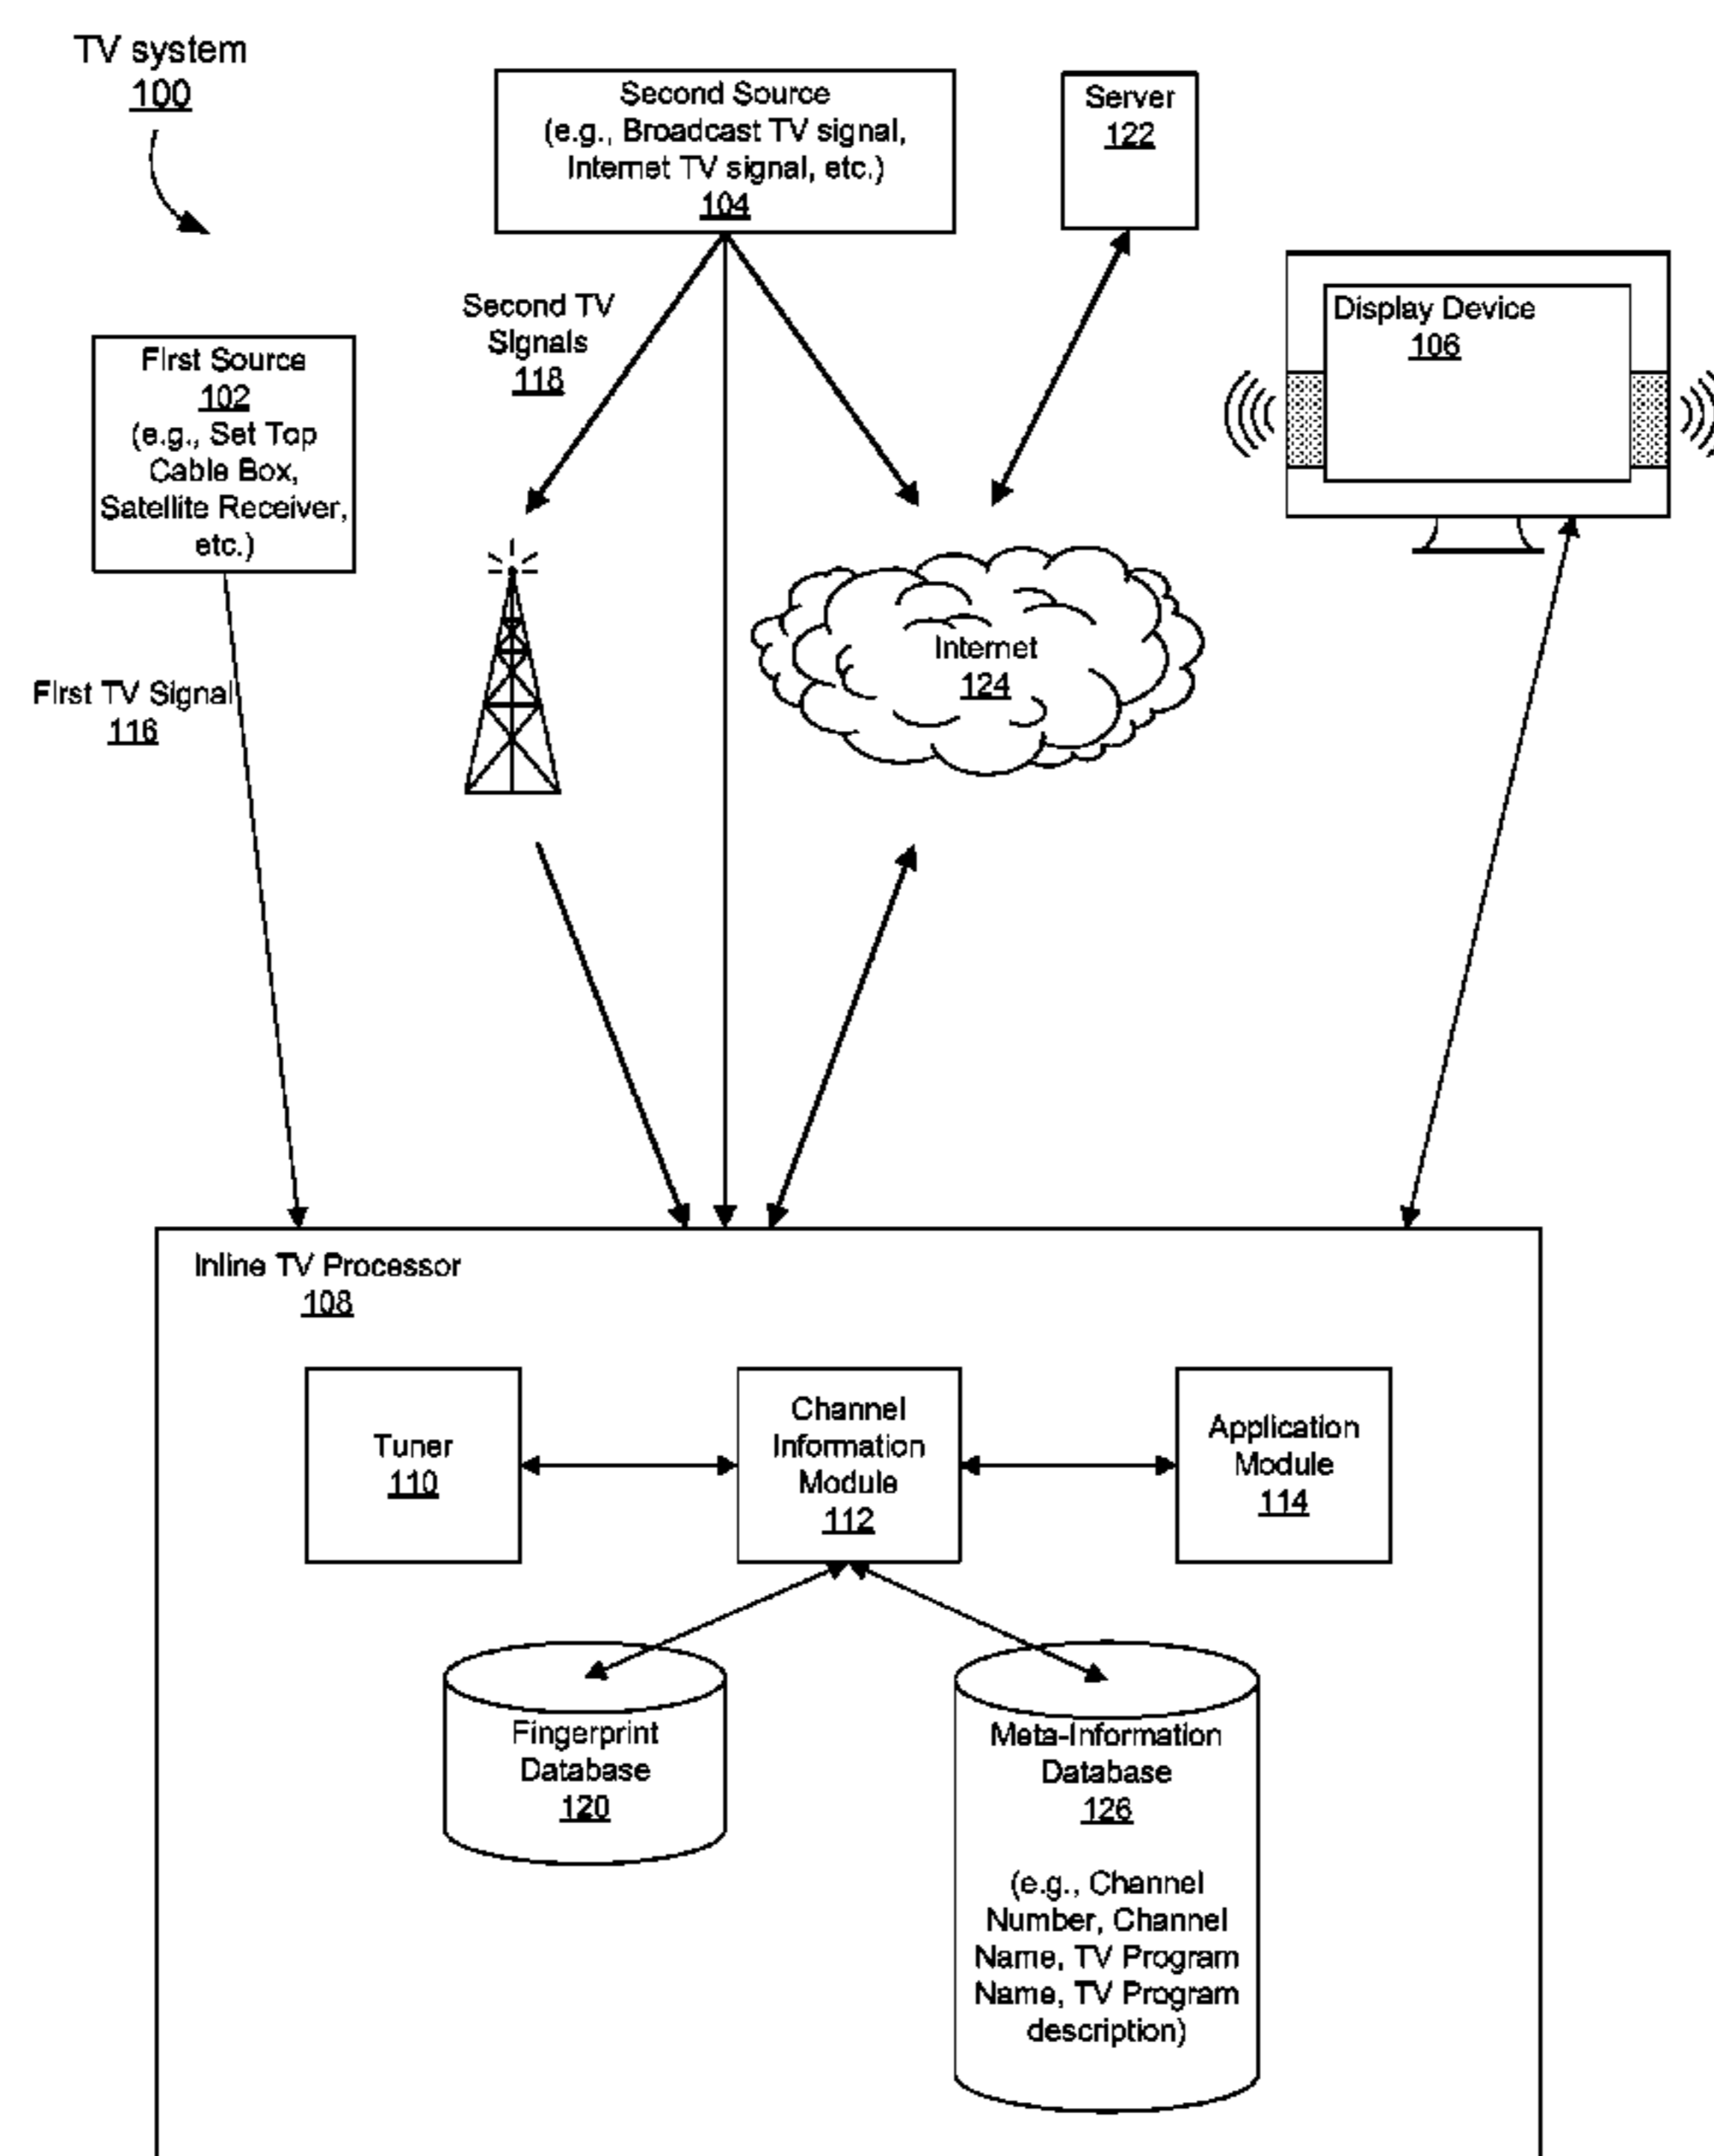 TV system
100
Second Source
(e.g., Broadcast TV signal,
Internet TV signal, etc.)
104
Server
122
Display Device
106
Second TV
Signals
118
First Source
102
(e.g., Set Top
Cable Box,
Satellite Receiver,
etc.)
Internet
124
First TV Signal
116
Inline TV Processor
108
Tuner
110
Channel
Information
Module
112
Application
Module
114
Fingerprint
Database
120
Meta-Information
Database
126
(e.g., Channel
Number, Channel
Name, TV Program
Name, TV Program
description)